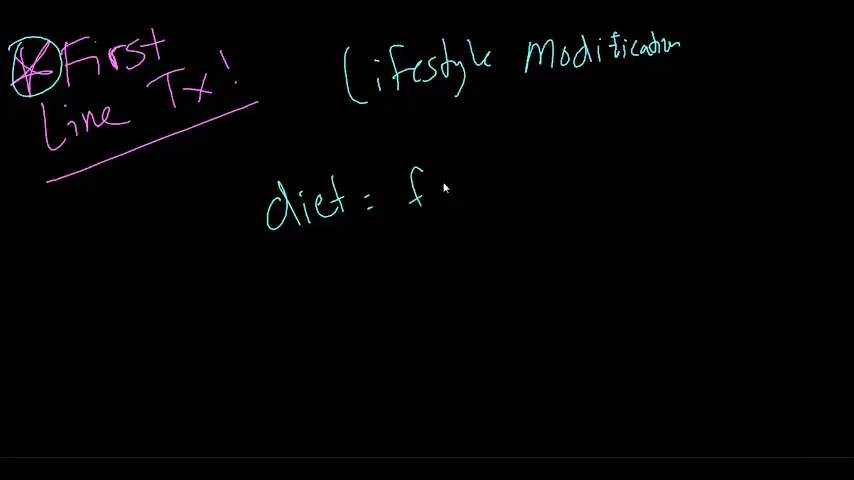 First
Line Tx!
Lifestyle Modification
diet = f